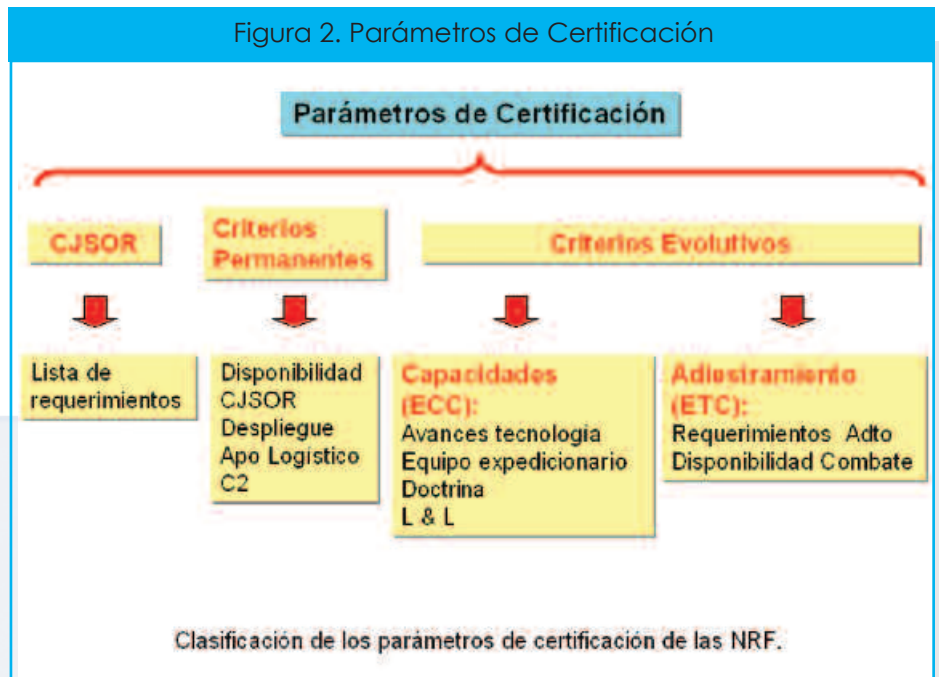 Figura 2. Parámetros de Certificación
Parámetros de Certificación
CJSOR
Criterios
Permanentes
Criterios Evolutivos
Lista de
requerimientos
Disponibilidad
CJSOR
Despliegue
Apo Logístico
C2
Capacidades
(ECC):
Avances tecnología
Equipo expedicionario
Doctrina
L & L
Adiestramiento
(ETC):
Requerimientos Adto
Disponibilidad Combate
Clasificación de los parámetros de certificación de las NRF.